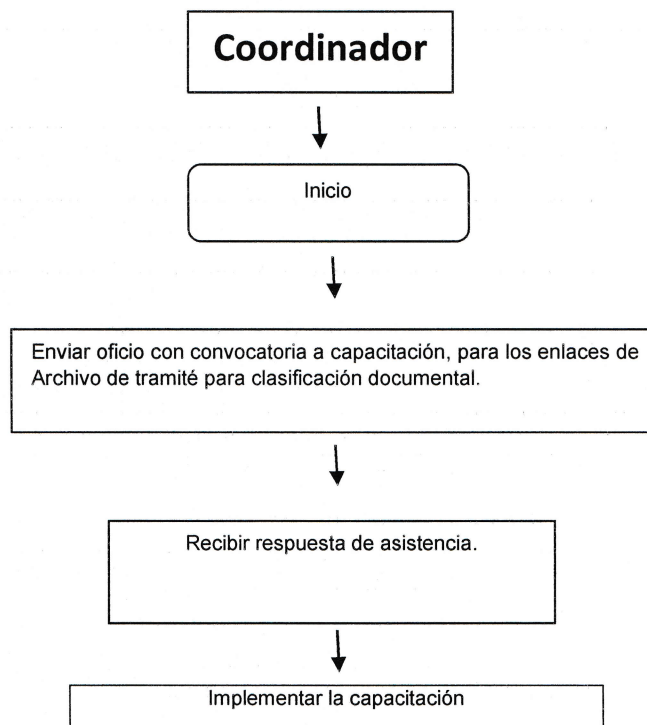 Coordinador
Inicio
Enviar oficio con convocatoria a capacitación, para los enlaces de
Archivo de tramité para clasificación documental.
Recibir respuesta de asistencia.
Implementar la capacitación